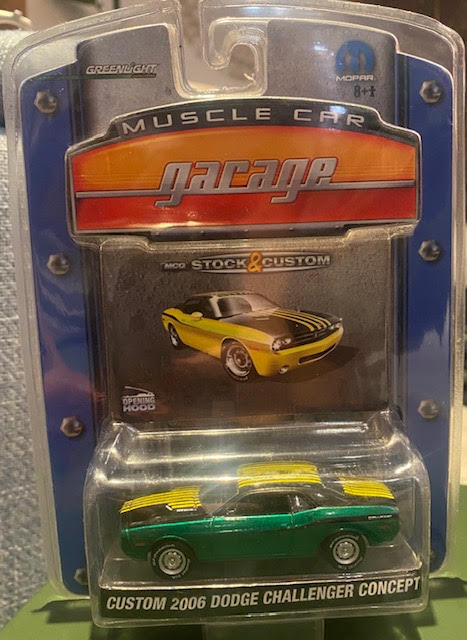 GREENLIGHT
MOPAR
8+
MUSCLE CAR
garage
MCG STOCK&CUSTOM
OPENING
HOOD
CUSTOM 2006 DODGE CHALLENGER CONCEPT